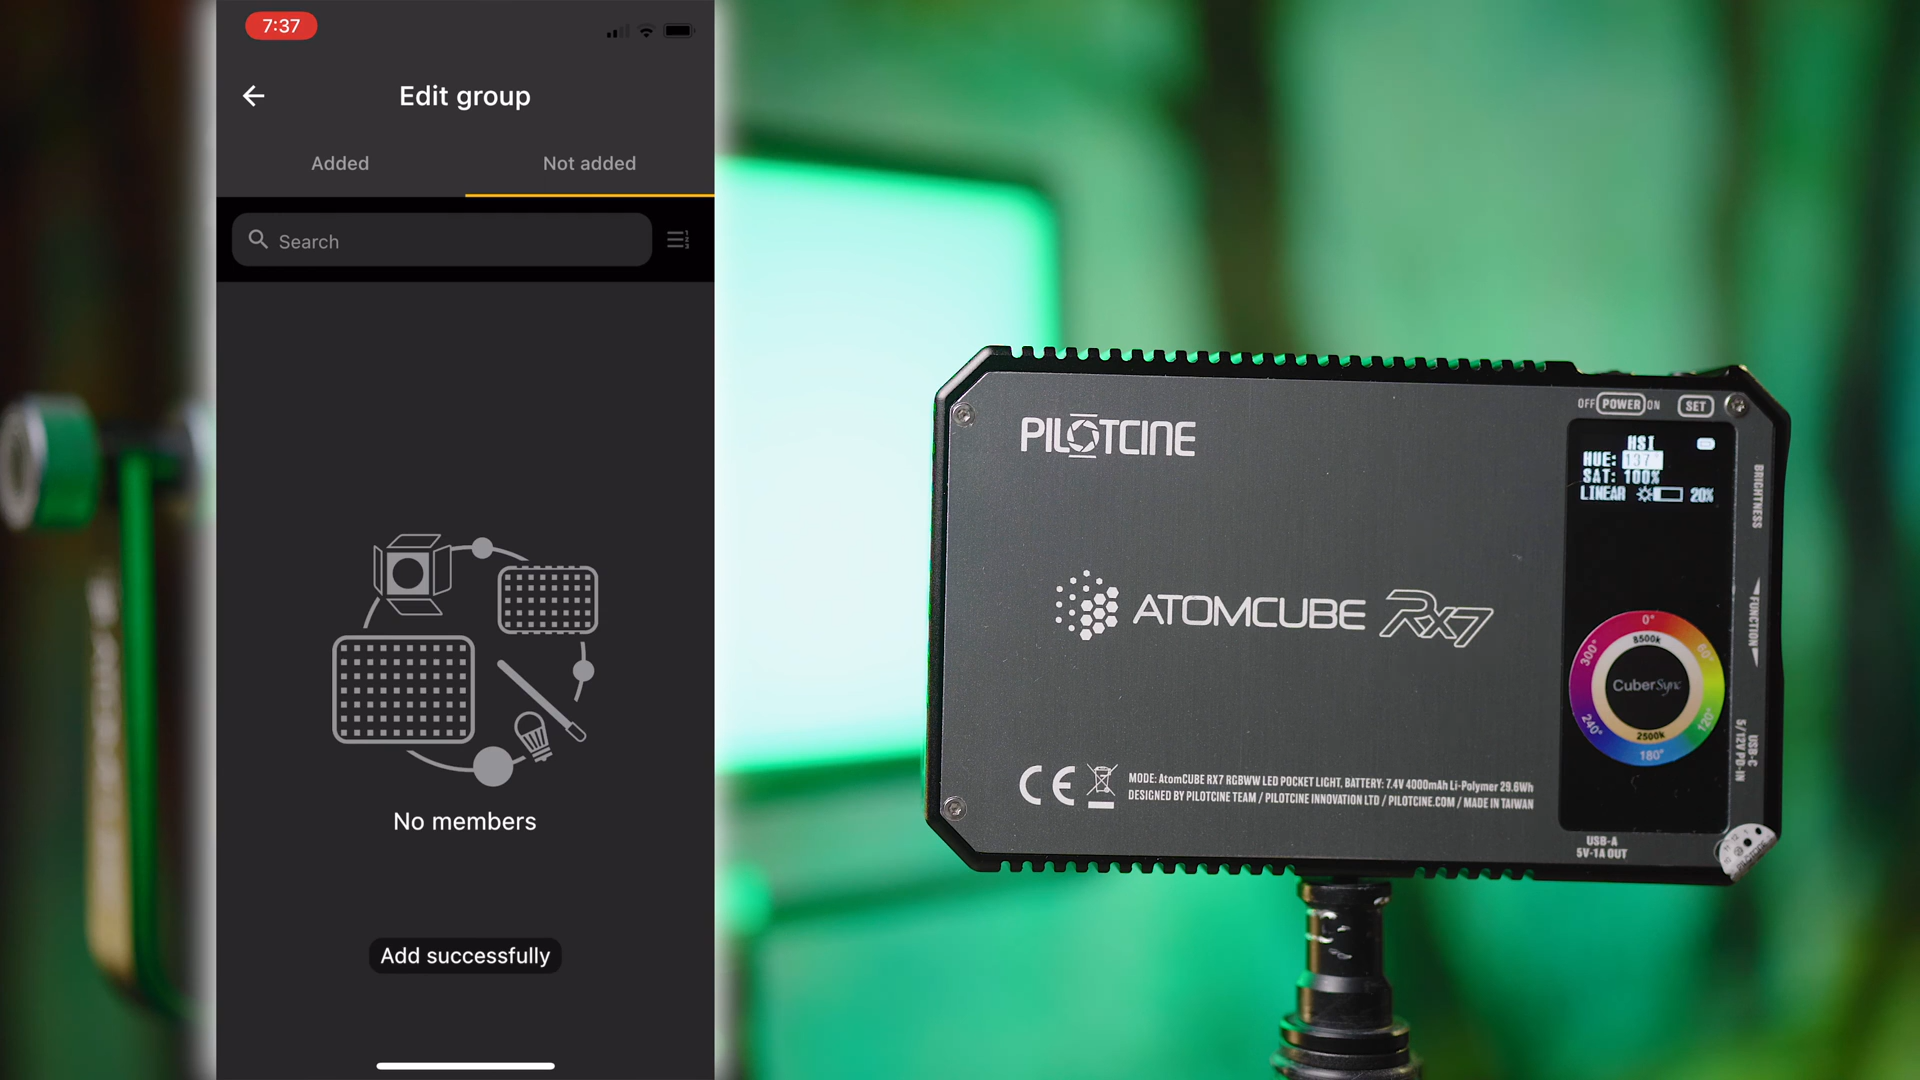 7:37
Edit group
Added
Not added
Search
No members
Add successfully
PILOTCINE
ATOMCUBE RX7
CE
MODE: AtomCUBE RX7 RGBWW LED POCKET LIGHT, BATTERY: 7.4V 4000mAh Li-Polymer 29.6Wh
DESIGNED BY PILOTCINE TEAM / PILOTCINE INNOVATION LTD / PILOTCINE.COM / MADE IN TAIWAN
OFF POWER ON
SET
HSI
HUE: 137°
SAT: 100%
LINEAR 20%
BRIGHTNESS
FUNCTION
0°
60°
120°
180°
240°
300°
8500k
CuberSync
2500k
USB-C
5/12V PD-IN
USB-A
5V-1A OUT